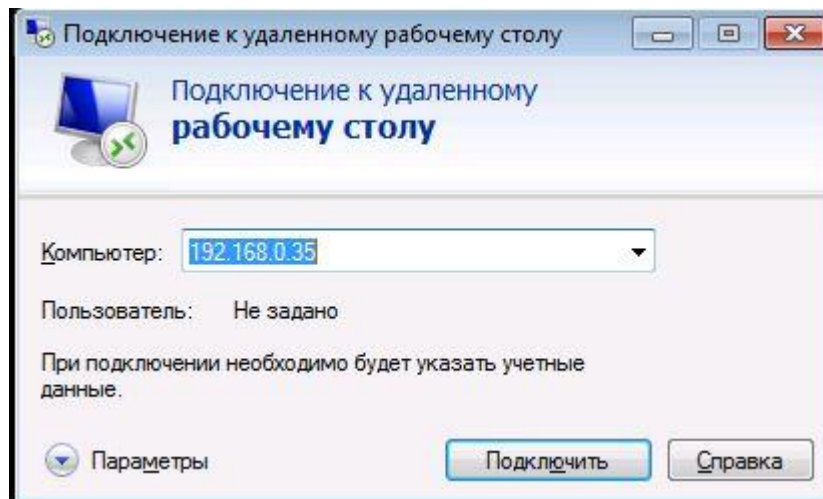 Подключение к удаленному рабочему столу
Подключение к удаленному
рабочему столу
Компьютер: 192.168.0.35
Пользователь: Не задано
При подключении необходимо будет указать учетные
данные.
Параметры Подключить Справка